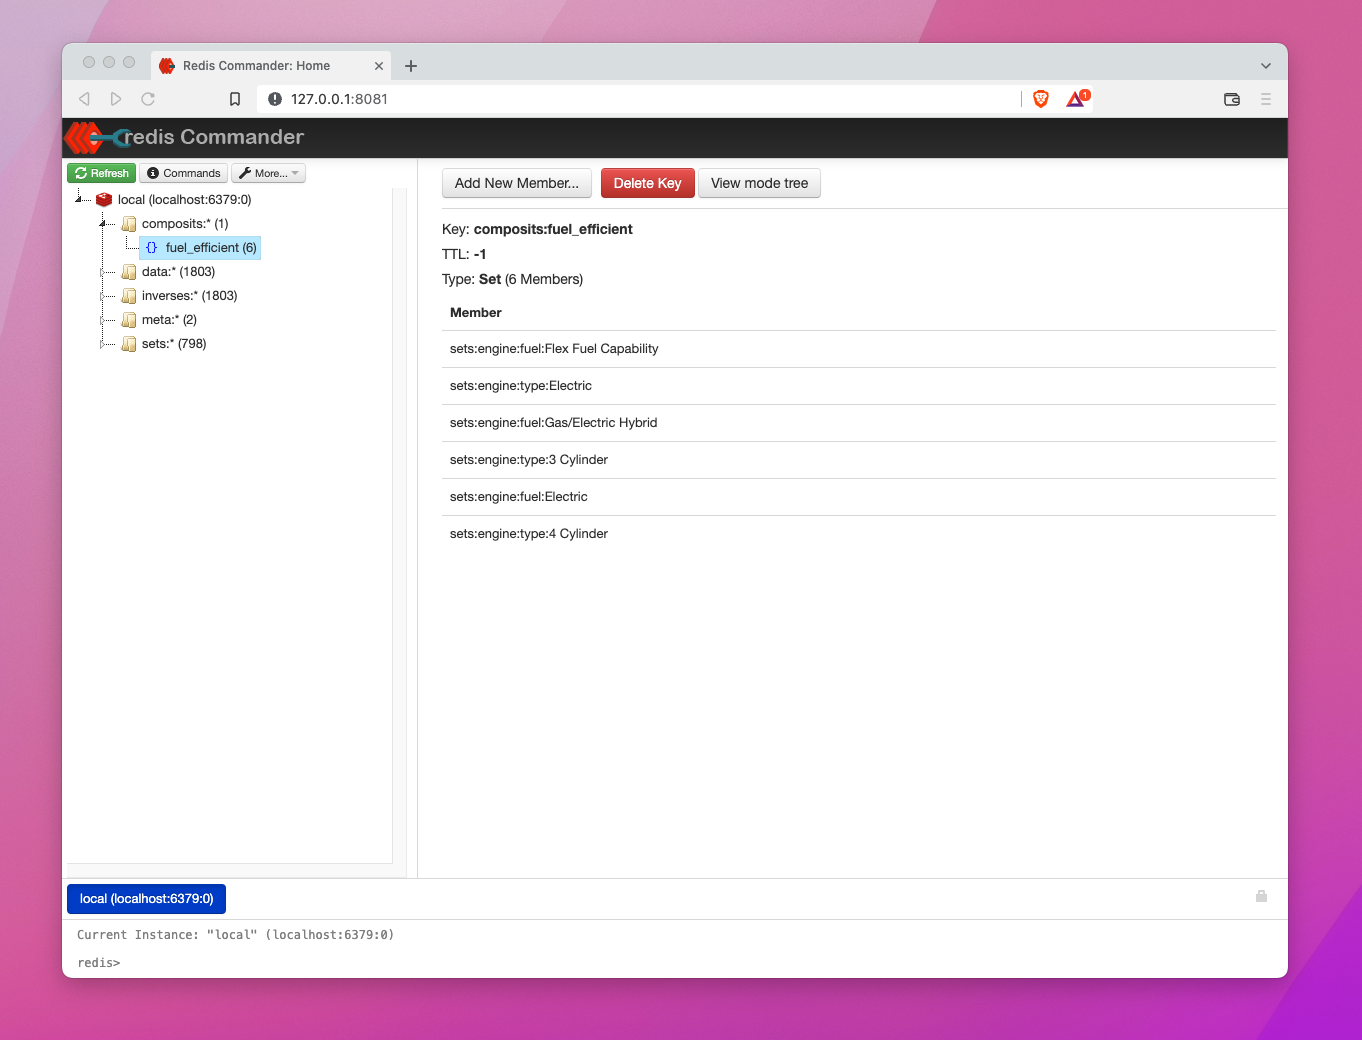 Redis Commander: Home
127.0.0.1:8081
1
redis Commander
Refresh
Commands
More...
local (localhost:6379:0)
composits:* (1)
{} fuel_efficient (6)
data:* (1803)
inverses:* (1803)
meta:* (2)
sets:* (798)
Add New Member...
Delete Key
View mode tree
Key: composits:fuel_efficient
TTL: -1
Type: Set (6 Members)
Member
sets:engine:fuel:Flex Fuel Capability
sets:engine:type:Electric
sets:engine:fuel:Gas/Electric Hybrid
sets:engine:type:3 Cylinder
sets:engine:fuel:Electric
sets:engine:type:4 Cylinder
local (localhost:6379:0)
Current Instance: "local" (localhost:6379:0)
redis>